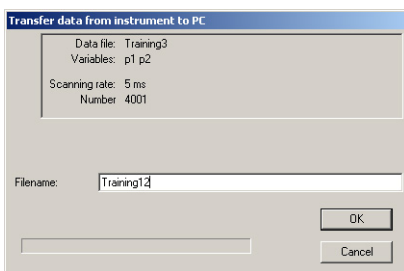 Transfer data from instrument to PC
Data file: Training3
Variables: p1 p2
Scanning rate: 5 ms
Number 4001
Filename: Training12
OK
Cancel